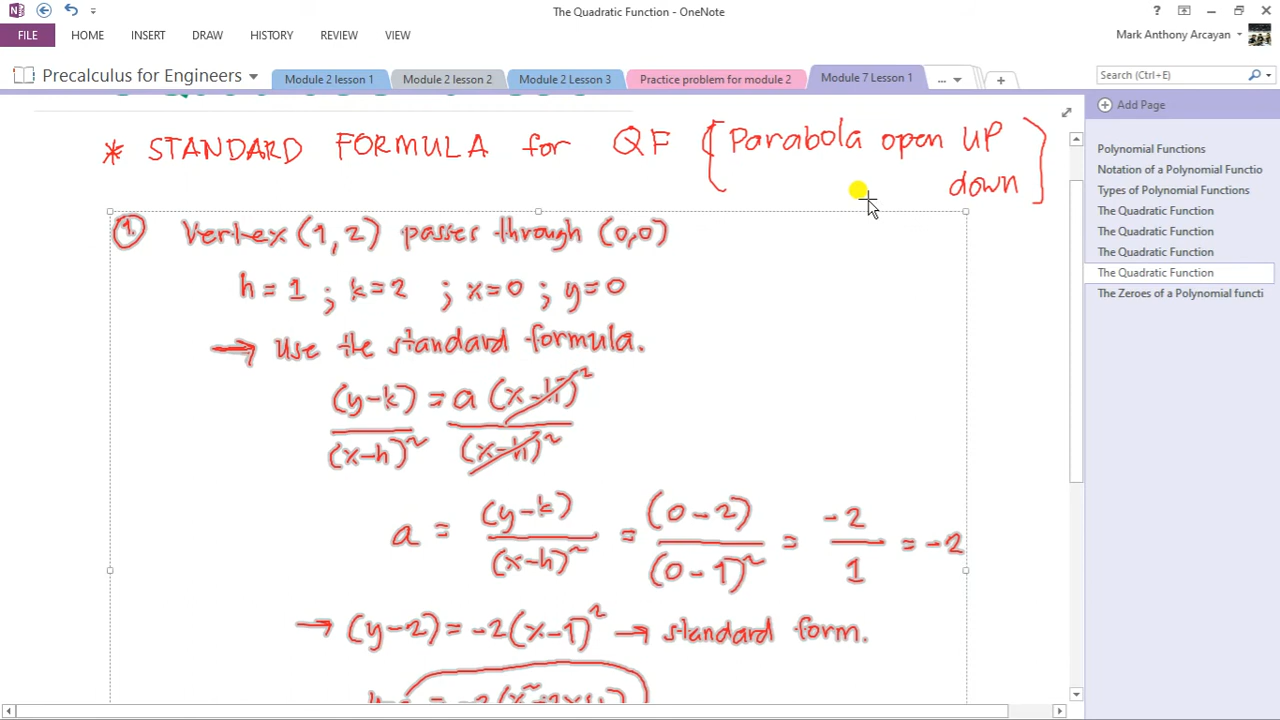 The Quadratic Function - OneNote
FILE HOME INSERT DRAW HISTORY REVIEW VIEW
Mark Anthony Arcayan
Precalculus for Engineers
Module 2 lesson 1 Module 2 lesson 2 Module 2 Lesson 3 Practice problem for module 2 Module 7 Lesson 1 ...
Search (Ctrl+E)
* STANDARD FORMULA for QF {Parabola open UP
down}
1. Vertex (1,2) passes through (0,0)
h=1 ; k=2 ; x=0 ; y=0
→ Use the standard formula.
(y-k) = a(x-h)²
(x-h)² (x-h)²
a = (y-k) = (0-2) = -2 = -2
(x-h)² (0-1)² 1
→ (y-2) = -2(x-1)² → standard form.
Add Page
Polynomial Functions
Notation of a Polynomial Functio
Types of Polynomial Functions
The Quadratic Function
The Quadratic Function
The Quadratic Function
The Quadratic Function
The Zeroes of a Polynomial functi